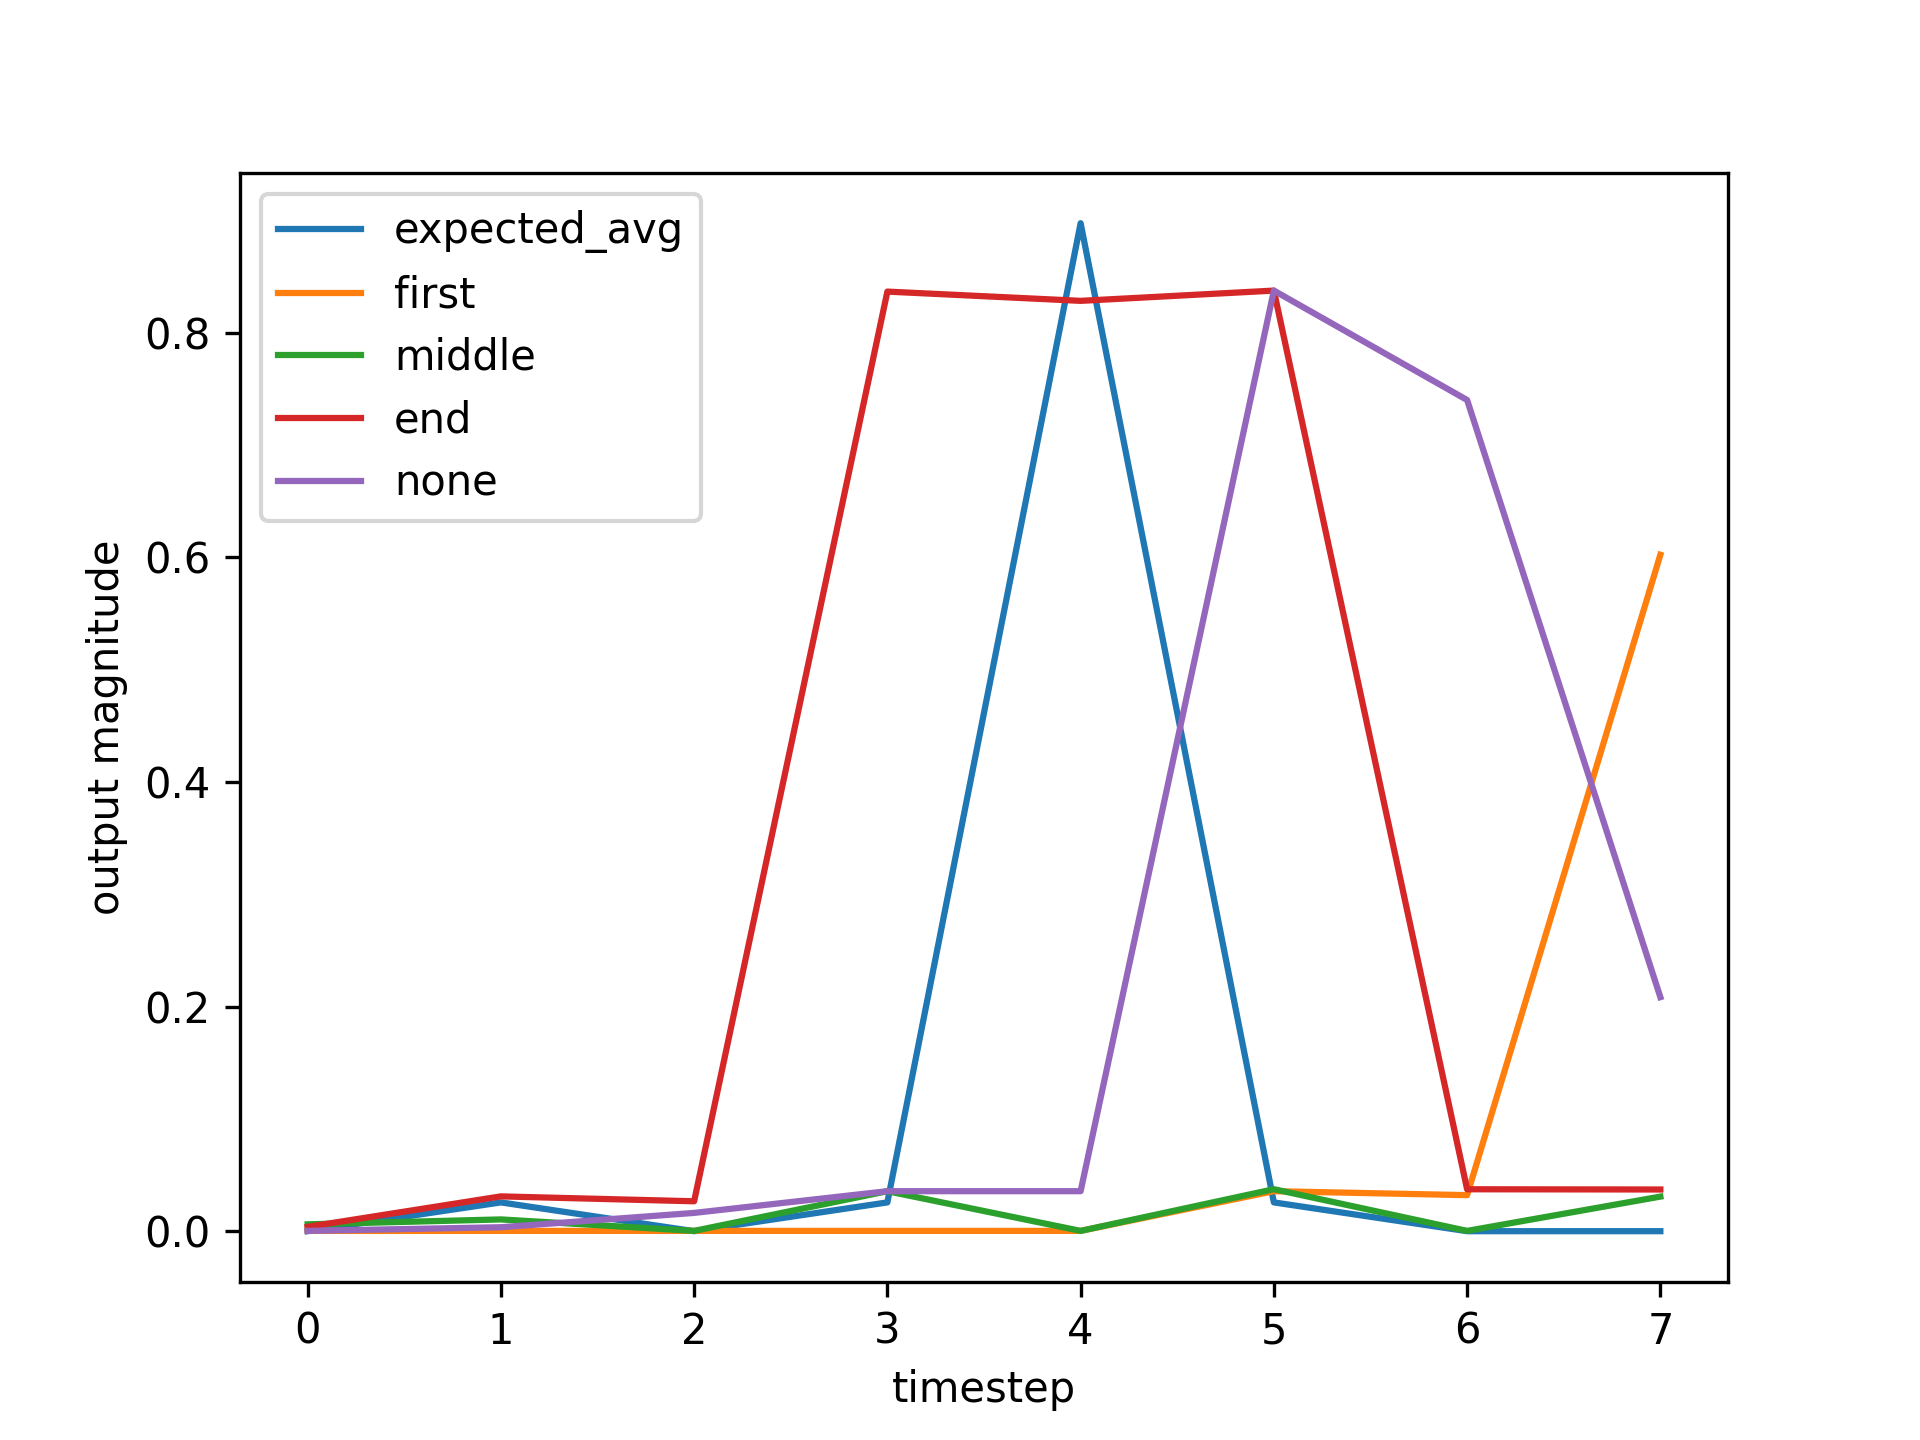 expected_avg
first
middle
end
none
output magnitude
0.8
0.6
0.4
0.2
0.0
0 1 2 3 4 5 6 7
timestep